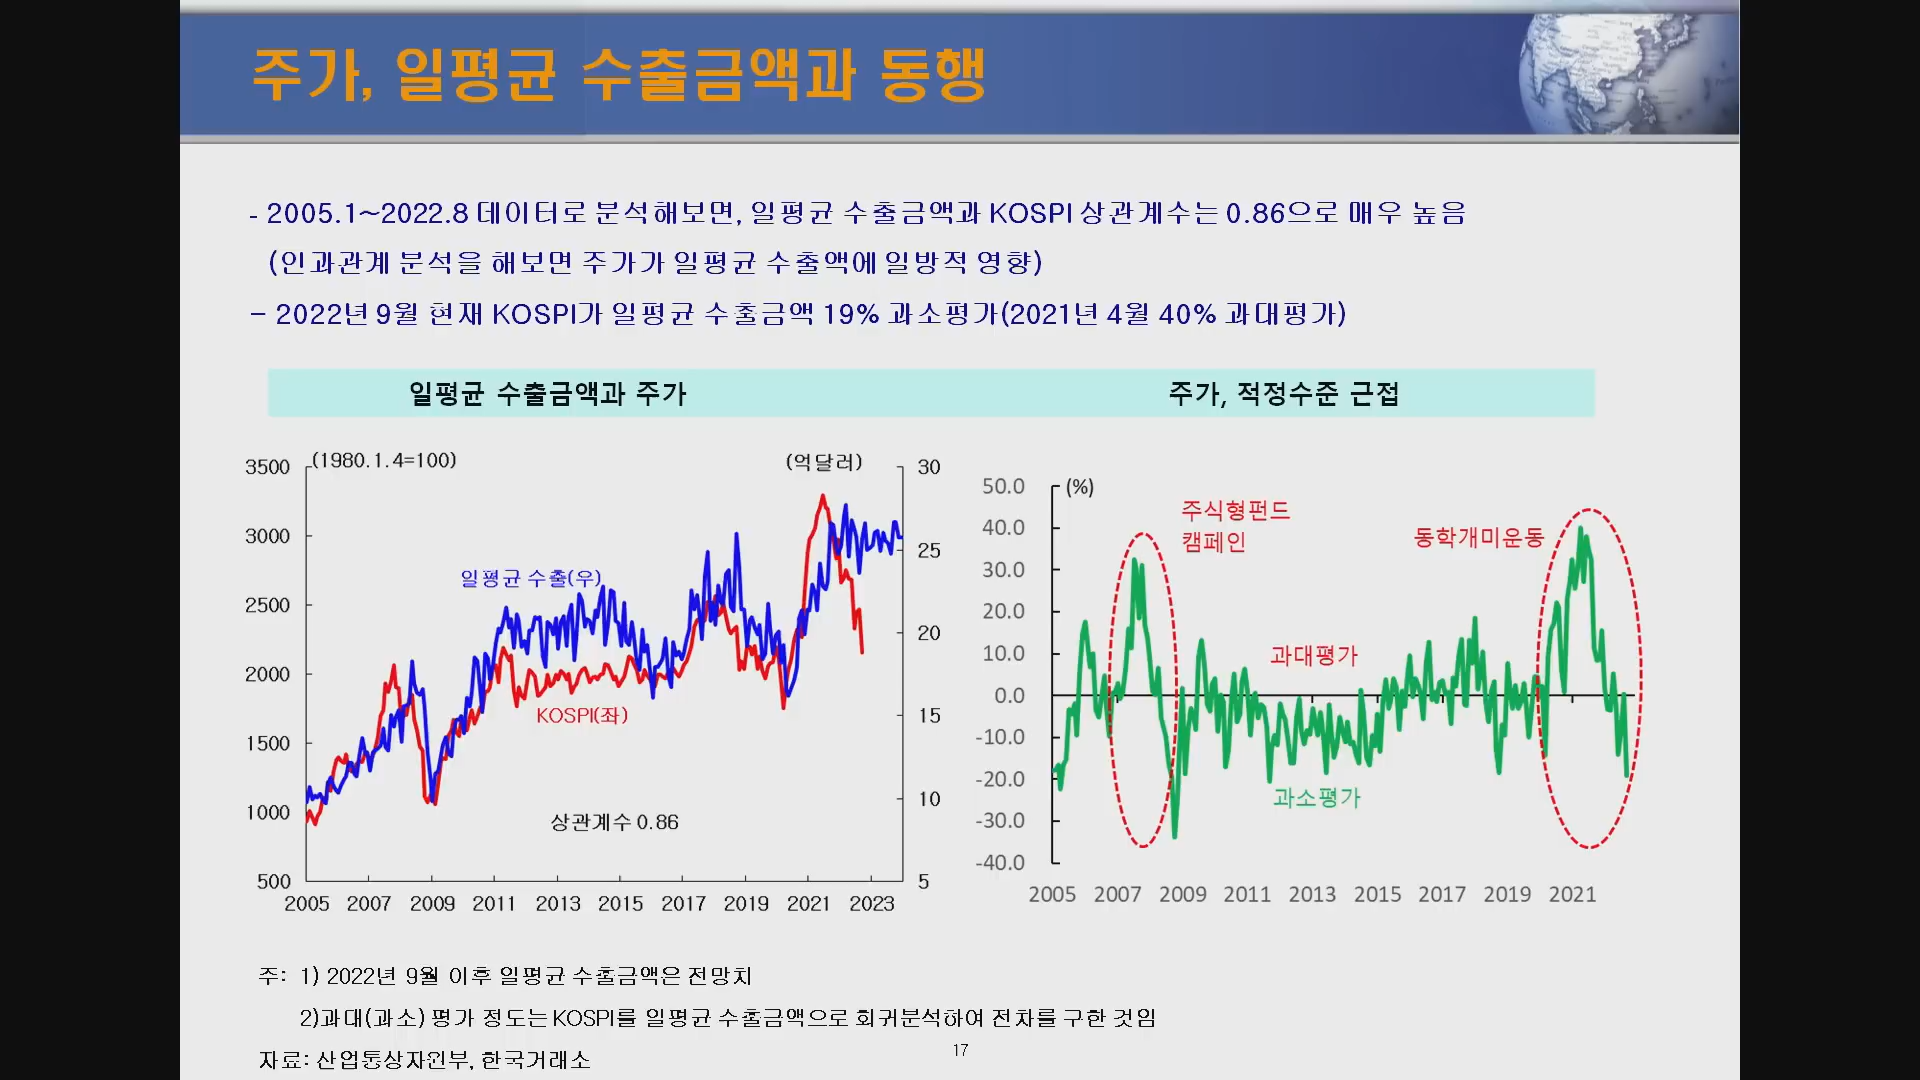 주가, 일평균 수출금액과 동행
- 2005.1~2022.8 데이터로 분석해보면, 일평균 수출금액과 KOSPI 상관계수는 0.86으로 매우 높음
(인과관계 분석을 해보면 주가가 일평균 수출액에 일방적 영향)
- 2022년 9월 현재 KOSPI가 일평균 수출금액 19% 과소평가(2021년 4월 40% 과대평가)
일평균 수출금액과 주가
주가, 적정수준 근접
(1980.1.4=100)
(억달러)
3500
3000
2500
2000
1500
1000
500
30
25
20
15
10
5
일평균 수출(우)
KOSPI(좌)
상관계수 0.86
2005 2007 2009 2011 2013 2015 2017 2019 2021 2023
(%)
50.0
40.0
30.0
20.0
10.0
0.0
-10.0
-20.0
-30.0
-40.0
주식형펀드
캠페인
동학개미운동
과대평가
과소평가
2005 2007 2009 2011 2013 2015 2017 2019 2021
주: 1) 2022년 9월 이후 일평균 수출금액은 전망치
2)과대(과소) 평가 정도는 KOSPI를 일평균 수출금액으로 회귀분석하여 전차를 구한 것임
자료: 산업통상자원부, 한국거래소
17